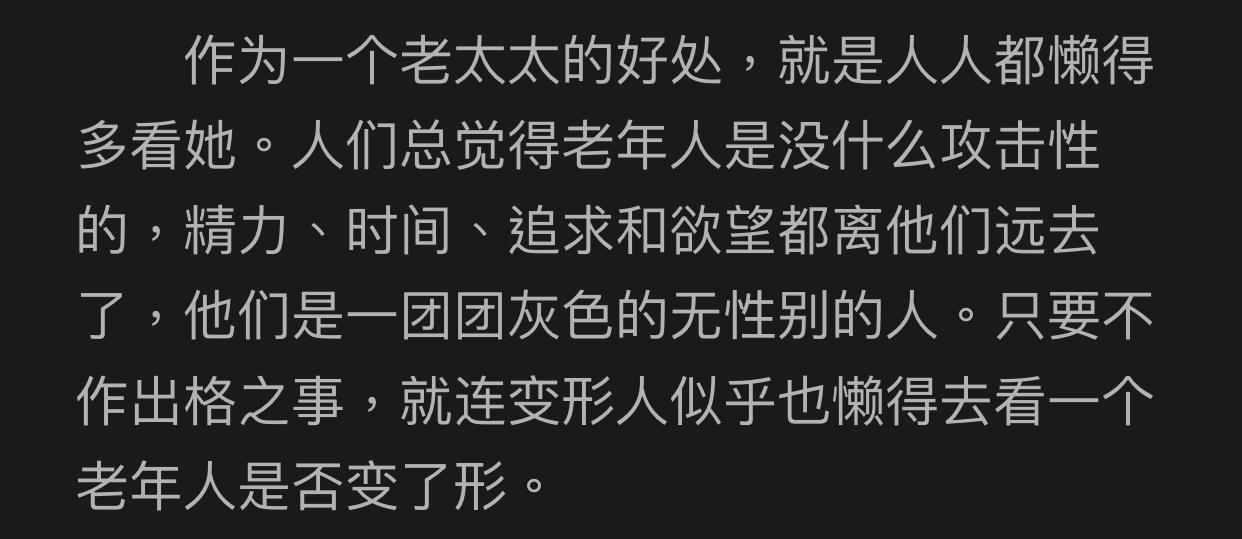 作为一个老太太的好处，就是人人都懒得
多看她。人们总觉得老年人是没什么攻击性
的，精力、时间、追求和欲望都离他们远去
了，他们是一团团灰色的无性别的人。只要不
作出格之事，就连变形人似乎也懒得去看一个
老年人是否变了形。